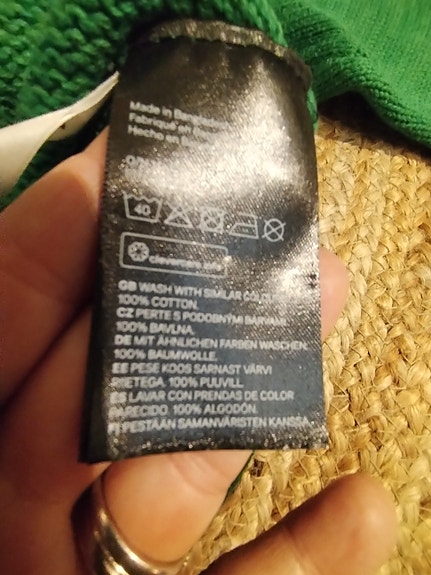 Made in Bangladesh
Fabriqué en
Hecho en
40
clevercare.info
GB WASH WITH SIMILAR COLOURS.
100% COTTON.
CZ PERTE S PODOBNÝMI BARVAMI.
100% BAVLNA.
DE MIT ÄHNLICHEN FARBEN WASCHEN.
100% BAUMWOLLE.
EE PESE KOOS SARNAST VÄRVI
RIIETEGA. 100% PUUVILL
ES LAVAR CON PRENDAS DE COLOR
PARECIDO. 100% ALGODÓN.
FI PESTÄÄN SAMANVÄRISTEN KANSSA.